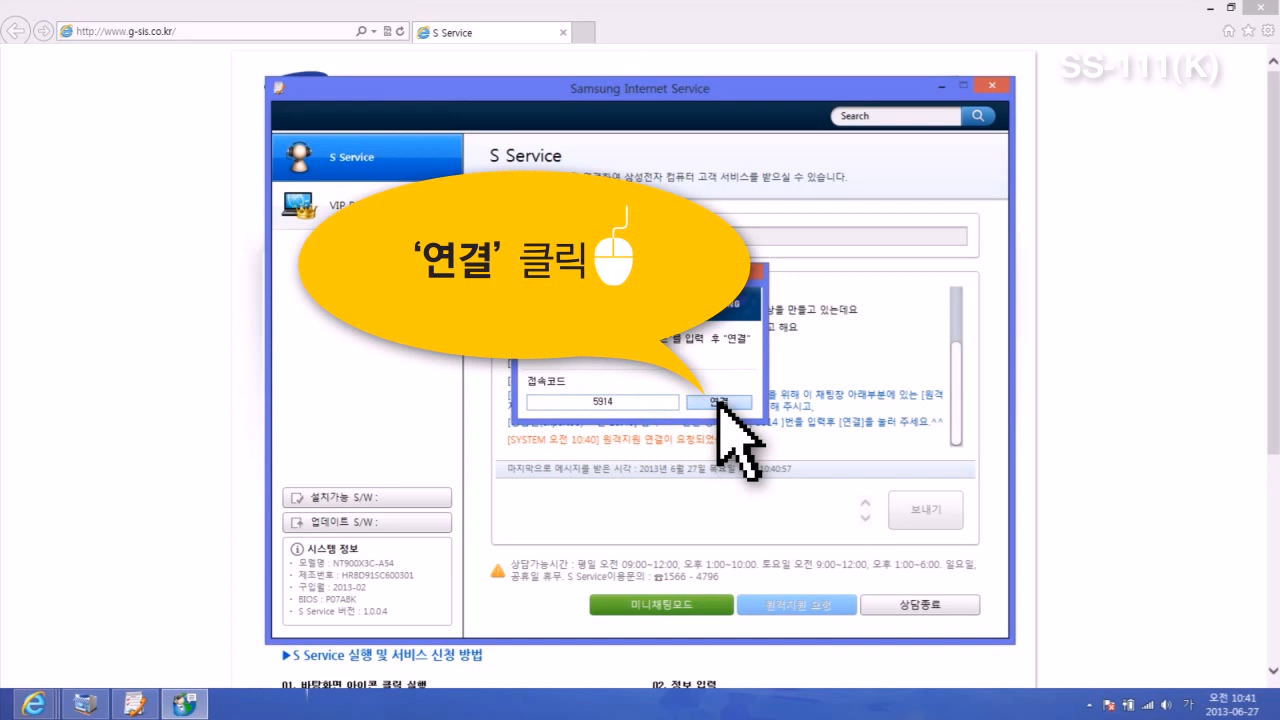 http://www.g-sis.co.kr/
S Service
SS-111(K)
Samsung Internet Service
Search
S Service
S Service
삼성전자 컴퓨터 고객 서비스를 받으실 수 있습니다.
VIP
'연결' 클릭
상을 만들고 있는데요
고 해요
를 입력 후 "연결"
접속코드
5914
연결
을 위해 이 채팅창 아래부분에 있는 [원격
해 주시고,
]번을 입력후 [연결]을 눌러 주세요.^^
[SYSTEM 오전 10:40] 원격지원 연결이 요청되었
마지막으로 메시지를 받은 시각 : 2013년 6월 27일 목요일 10:40:57
보내기
설치가능 S/W :
업데이트 S/W :
시스템 정보
· 모델명 : NT900X3C-A54
· 제조번호 : HRBD91SC600301
· 구입월 : 2013-02
· BIOS : P07ABK
· S Service 버전 : 1.0.0.4
상담가능시간 : 평일 오전 09:00~12:00, 오후 1:00~10:00. 토요일 오전 9:00~12:00, 오후 1:00~6:00. 일요일,
공휴일 휴무. S Service이용문의 : ☎1566 - 4796
미니채팅모드
원격지원 요청
상담종료
▶S Service 실행 및 서비스 신청 방법
01. 바탕화면 아이콘 클릭 실행
02. 정보 입력
가
오전 10:41
2013-06-27